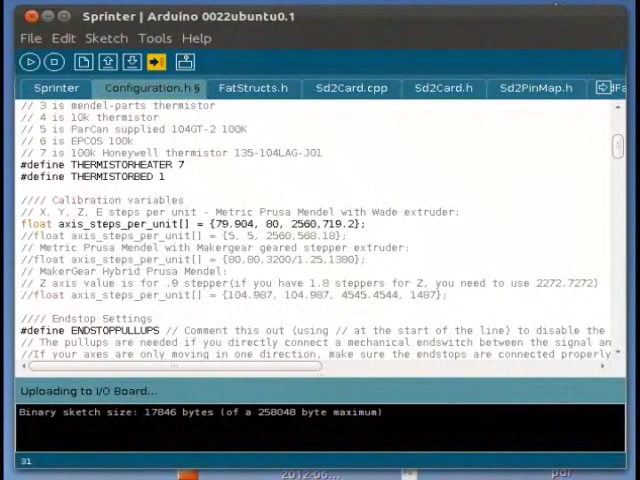 Sprinter | Arduino 0022ubuntu0.1
File Edit Sketch Tools Help
Sprinter Configuration.h § FatStructs.h Sd2Card.cpp Sd2Card.h Sd2PinMap.h
// 3 is mendel-parts thermistor
// 4 is 10k thermistor
// 5 is ParCan supplied 104GT-2 100K
// 6 is EPCOS 100k
// 7 is 100k Honeywell thermistor 135-104LAG-J01
#define THERMISTORHEATER 7
#define THERMISTORBED 1
//// Calibration variables
// X, Y, Z, E steps per unit - Metric Prusa Mendel with Wade extruder:
float axis_steps_per_unit[] = {79.904, 80, 2560,719.2};
//float axis_steps_per_unit[] = {5, 5, 2560,568.18};
// Metric Prusa Mendel with Makergear geared stepper extruder:
//float axis_steps_per_unit[] = {80,80,3200/1.25,1380};
// MakerGear Hybrid Prusa Mendel:
// Z axis value is for .9 stepper(if you have 1.8 steppers for Z, you need to use 2272.7272)
//float axis_steps_per_unit[] = {104.987, 104.987, 4545.4544, 1487};
//// Endstop Settings
#define ENDSTOPPULLUPS // Comment this out (using // at the start of the line) to disable the
// The pullups are needed if you directly connect a mechanical endswitch between the signal an
//If your axes are only moving in one direction, make sure the endstops are connected properly
Uploading to I/O Board...
Binary sketch size: 17846 bytes (of a 258048 byte maximum)
31